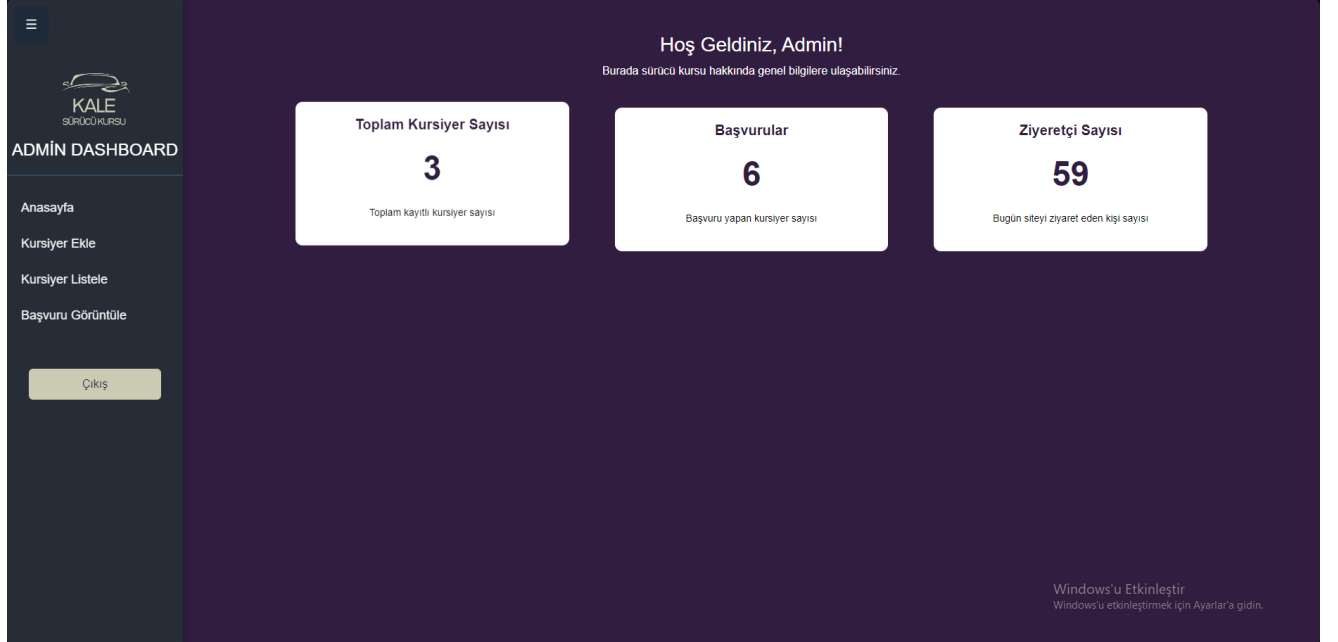 ☰
KALE
SÜRÜCÜ KURSU
ADMİN DASHBOARD
Anasayfa
Kursiyer Ekle
Kursiyer Listele
Başvuru Görüntüle
Çıkış
Hoş Geldiniz, Admin!
Burada sürücü kursu hakkında genel bilgilere ulaşabilirsiniz.
Toplam Kursiyer Sayısı
3
Toplam kayıtlı kursiyer sayısı
Başvurular
6
Başvuru yapan kursiyer sayısı
Ziyeretçi Sayısı
59
Bugün siteyi ziyaret eden kişi sayısı
Windows'u Etkinleştir
Windows'u etkinleştirmek için Ayarlar'a gidin.